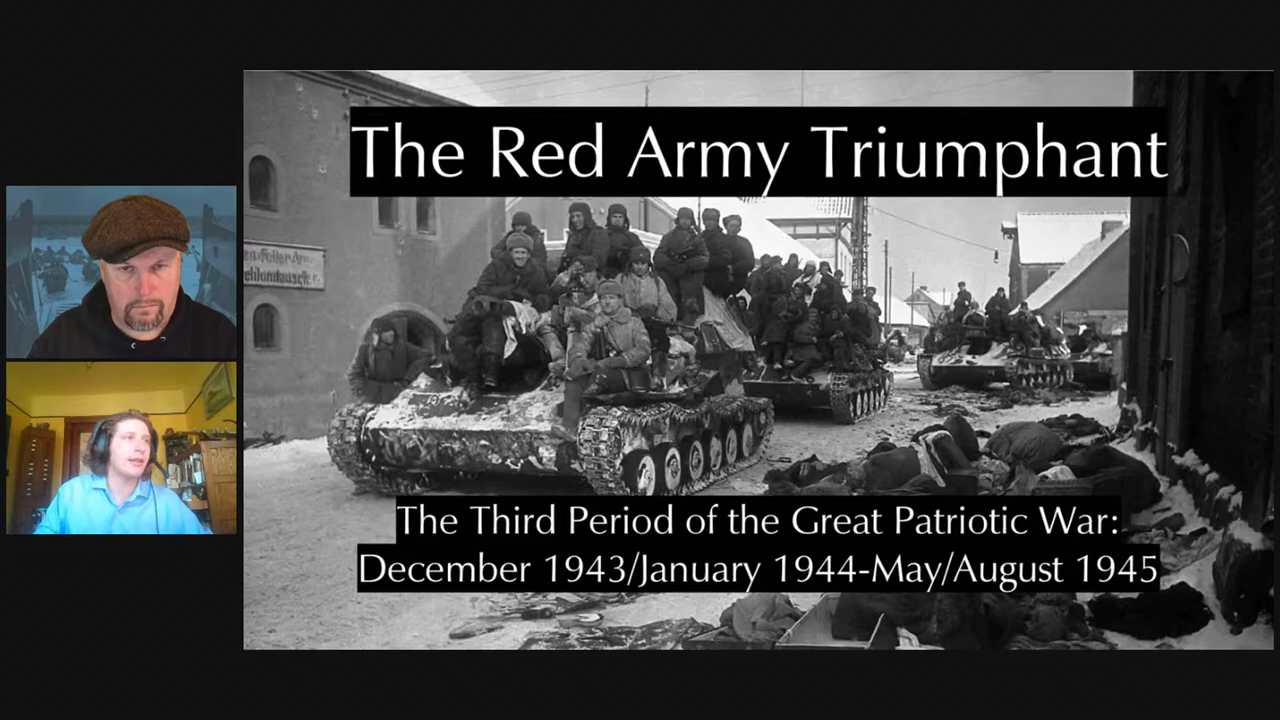 The Red Army Triumphant
The Third Period of the Great Patriotic War:
December 1943/January 1944-May/August 1945